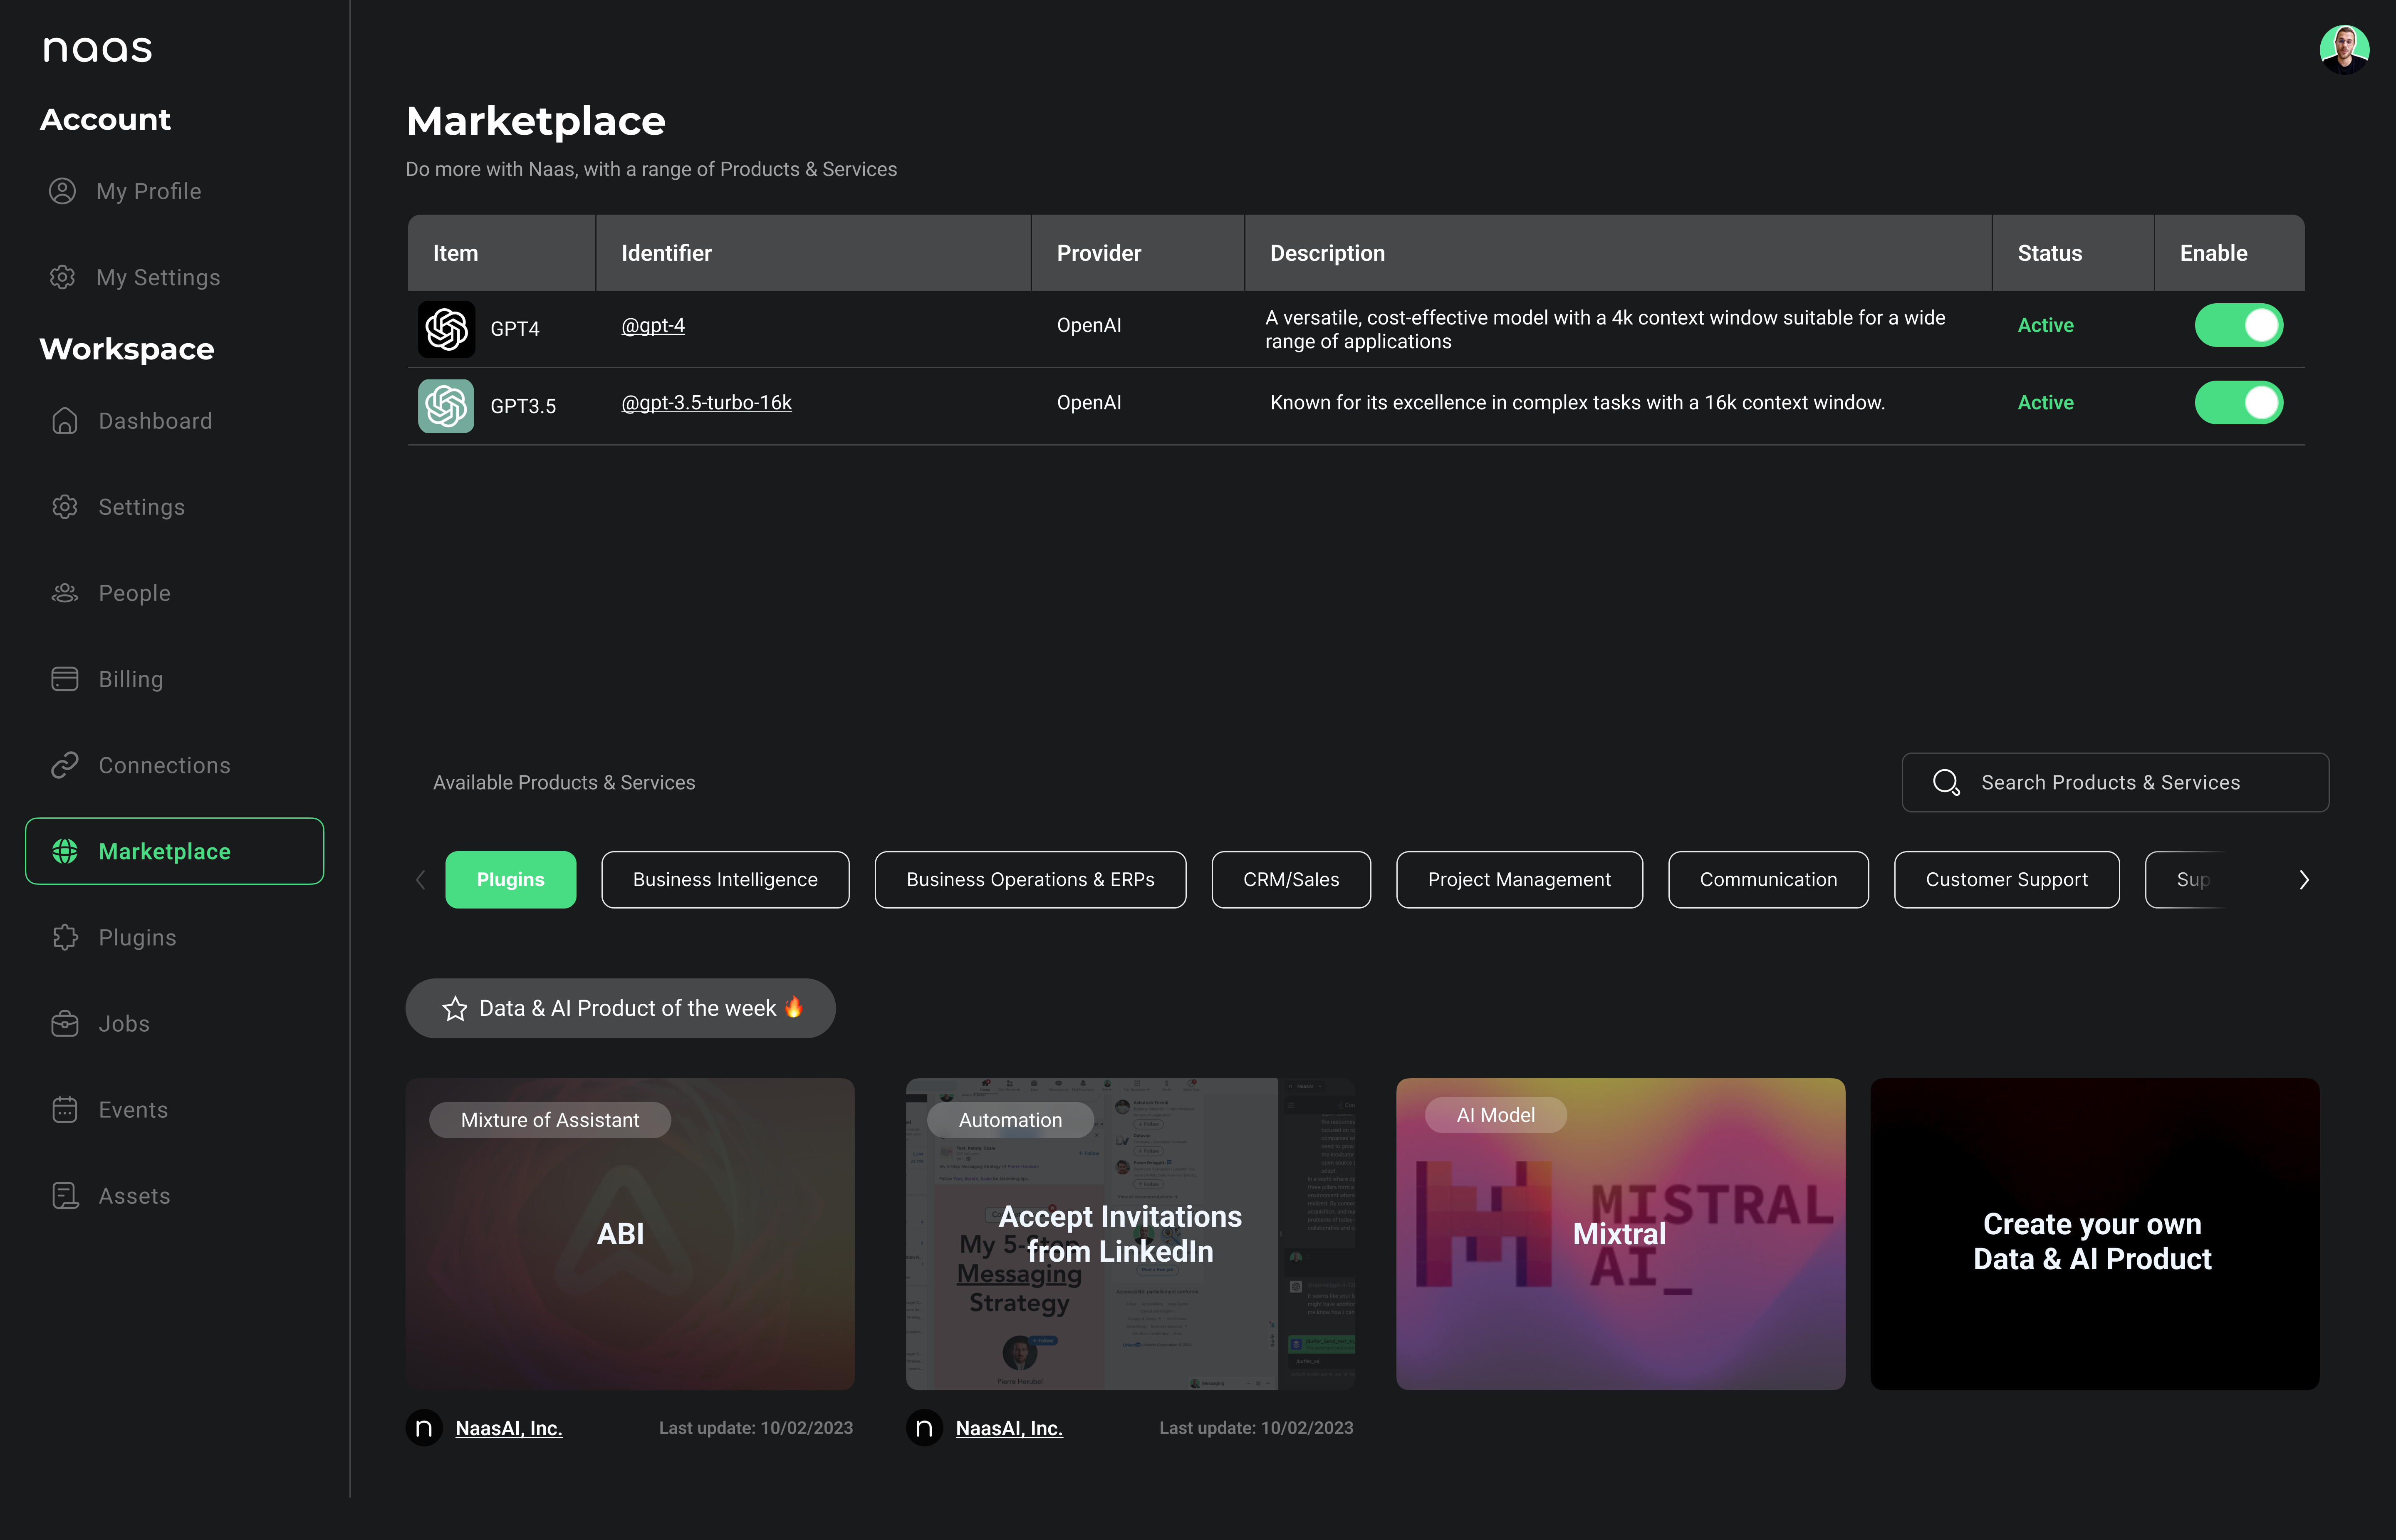 naas
Account
My Profile
My Settings
Workspace
Dashboard
Settings
People
Billing
Connections
Marketplace
Plugins
Jobs
Events
Assets
Marketplace
Do more with Naas, with a range of Products & Services
Item Identifier Provider Description Status Enable
GPT4 @gpt-4 OpenAI A versatile, cost-effective model with a 4k context window suitable for a wide
range of applications Active
GPT3.5 @gpt-3.5-turbo-16k OpenAI Known for its excellence in complex tasks with a 16k context window. Active
Available Products & Services
Search Products & Services
Plugins Business Intelligence Business Operations & ERPs CRM/Sales Project Management Communication Customer Support Sup
Data & AI Product of the week 🔥
Mixture of Assistant
ABI
NaasAI, Inc. Last update: 10/02/2023
Automation
Accept Invitations
from LinkedIn
My 5-Step
Messaging
Strategy
Pierre Herubel
n NaasAI, Inc. Last update: 10/02/2023
AI Model
MISTRAL
AI_
Mixtral
Create your own
Data & AI Product